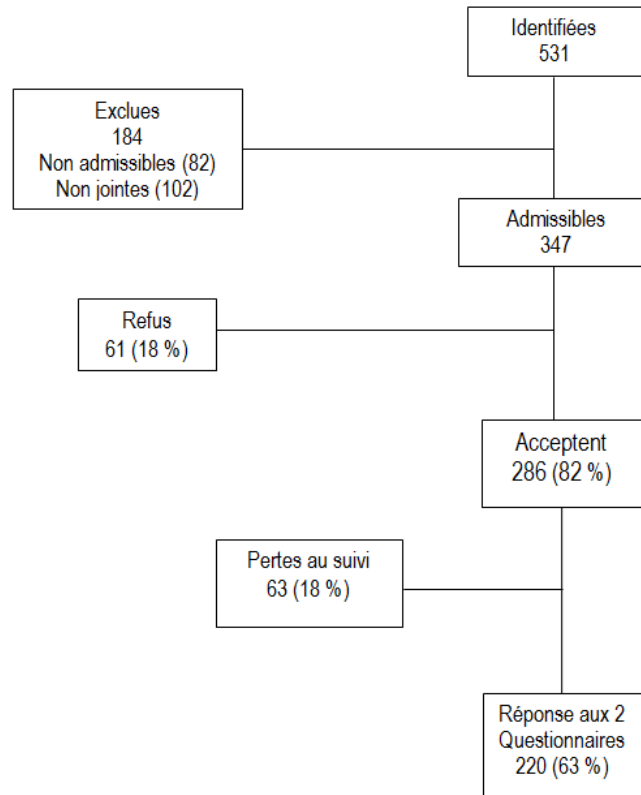 Identifiées
531
Exclues
184
Non admissibles (82)
Non jointes (102)
Admissibles
347
Refus
61 (18 %)
Acceptent
286 (82 %)
Pertes au suivi
63 (18 %)
Réponse aux 2
Questionnaires
220 (63 %)